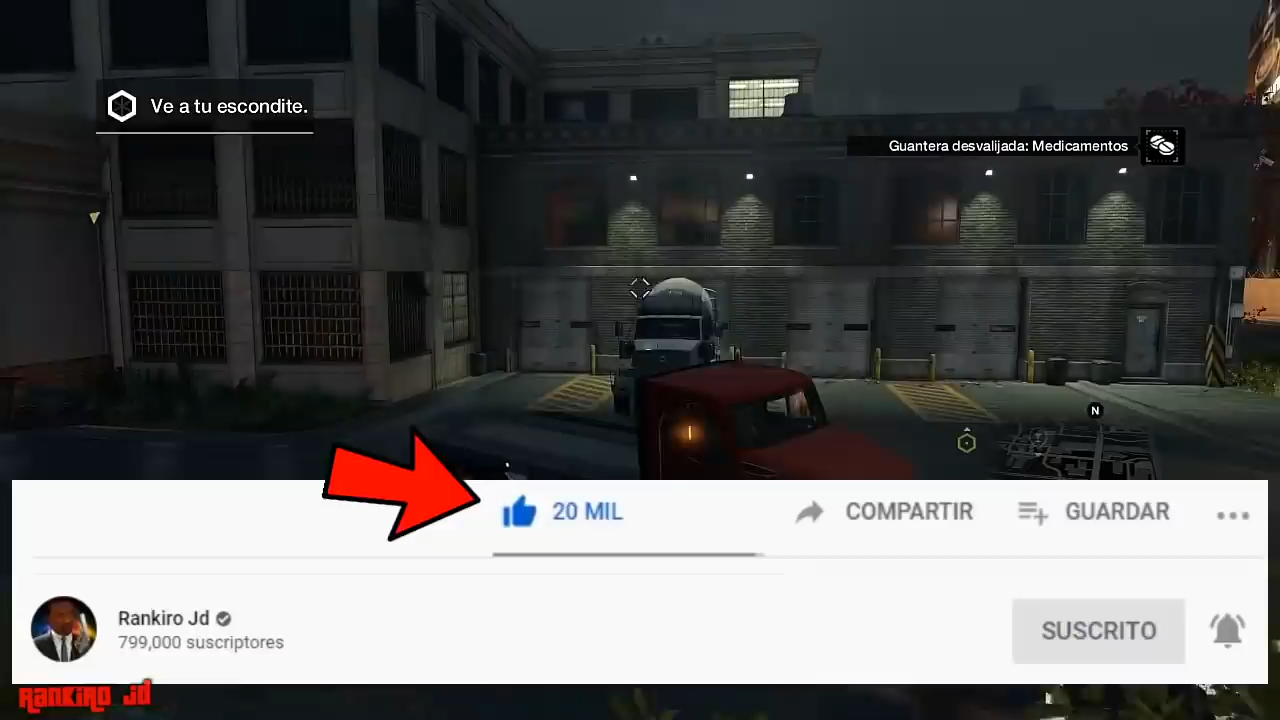 Ve a tu escondite.
Guantera desvalijada: Medicamentos
N
20 MIL
COMPARTIR
GUARDAR
Rankiro Jd
799,000 suscriptores
SUSCRITO
Rankiro Jd